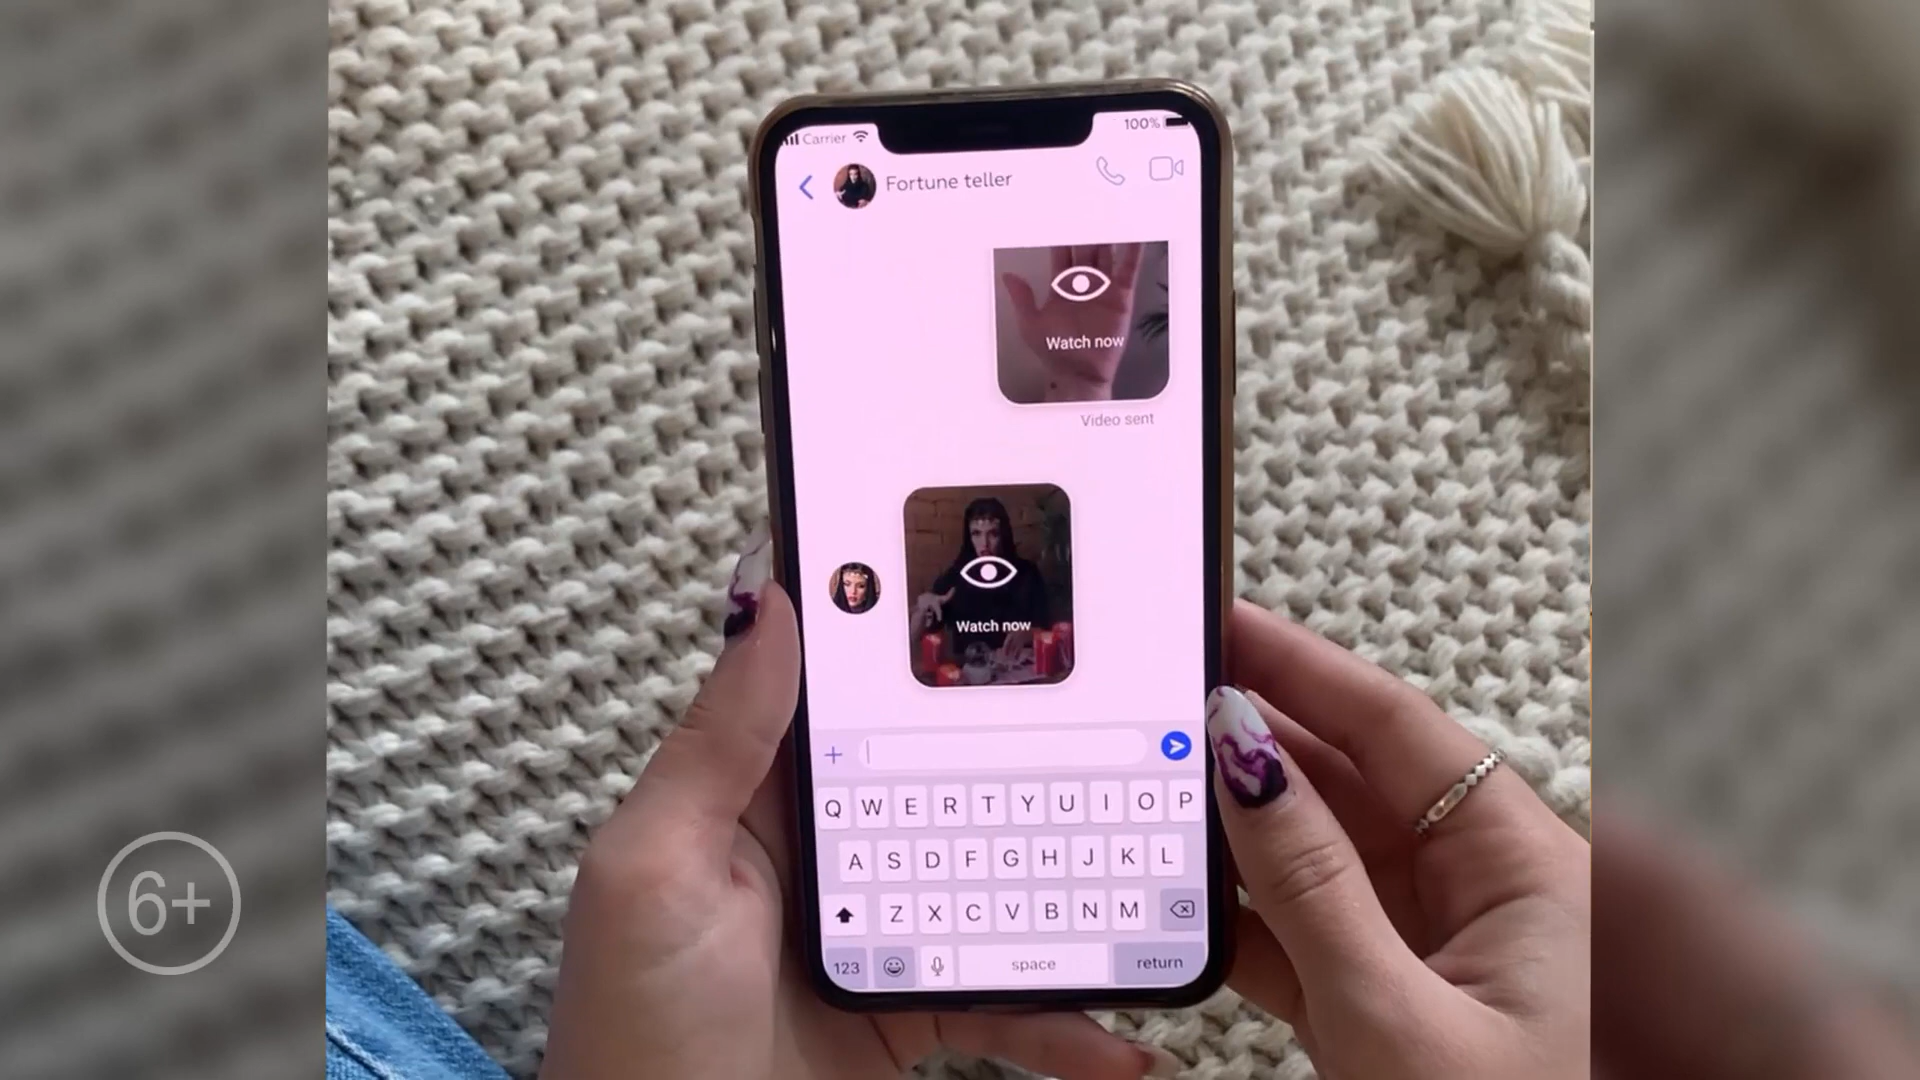 Carrier
100%
Fortune teller
Watch now
Video sent
Watch now
Q W E R T Y U I O P
A S D F G H J K L
Z X C V B N M
123 space return
6+